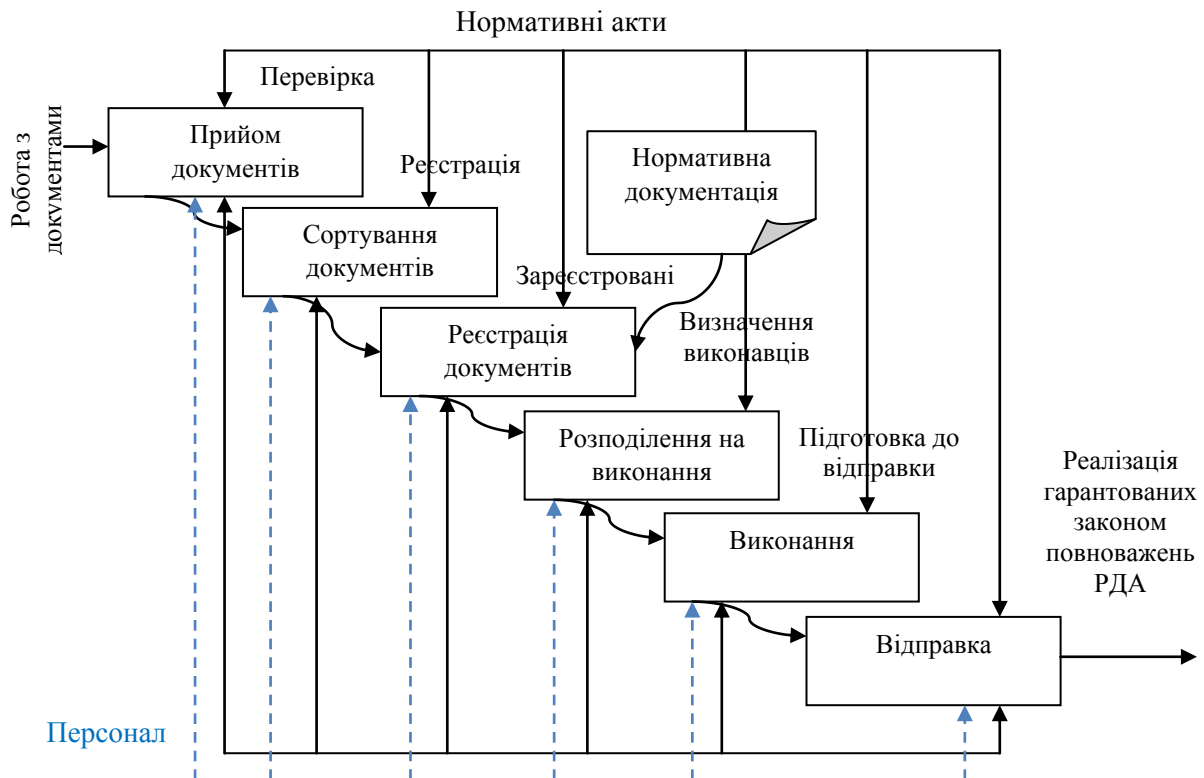 Нормативні акти
Перевірка
Робота з
документами
Прийом
документів
Реєстрація
Нормативна
документація
Сортування
документів
Зареєстровані
Визначення
виконавців
Реєстрація
документів
Розподілення на
виконання
Підготовка до
відправки
Реалізація
гарантованих
законом
повноважень
РДА
Виконання
Відправка
Персонал